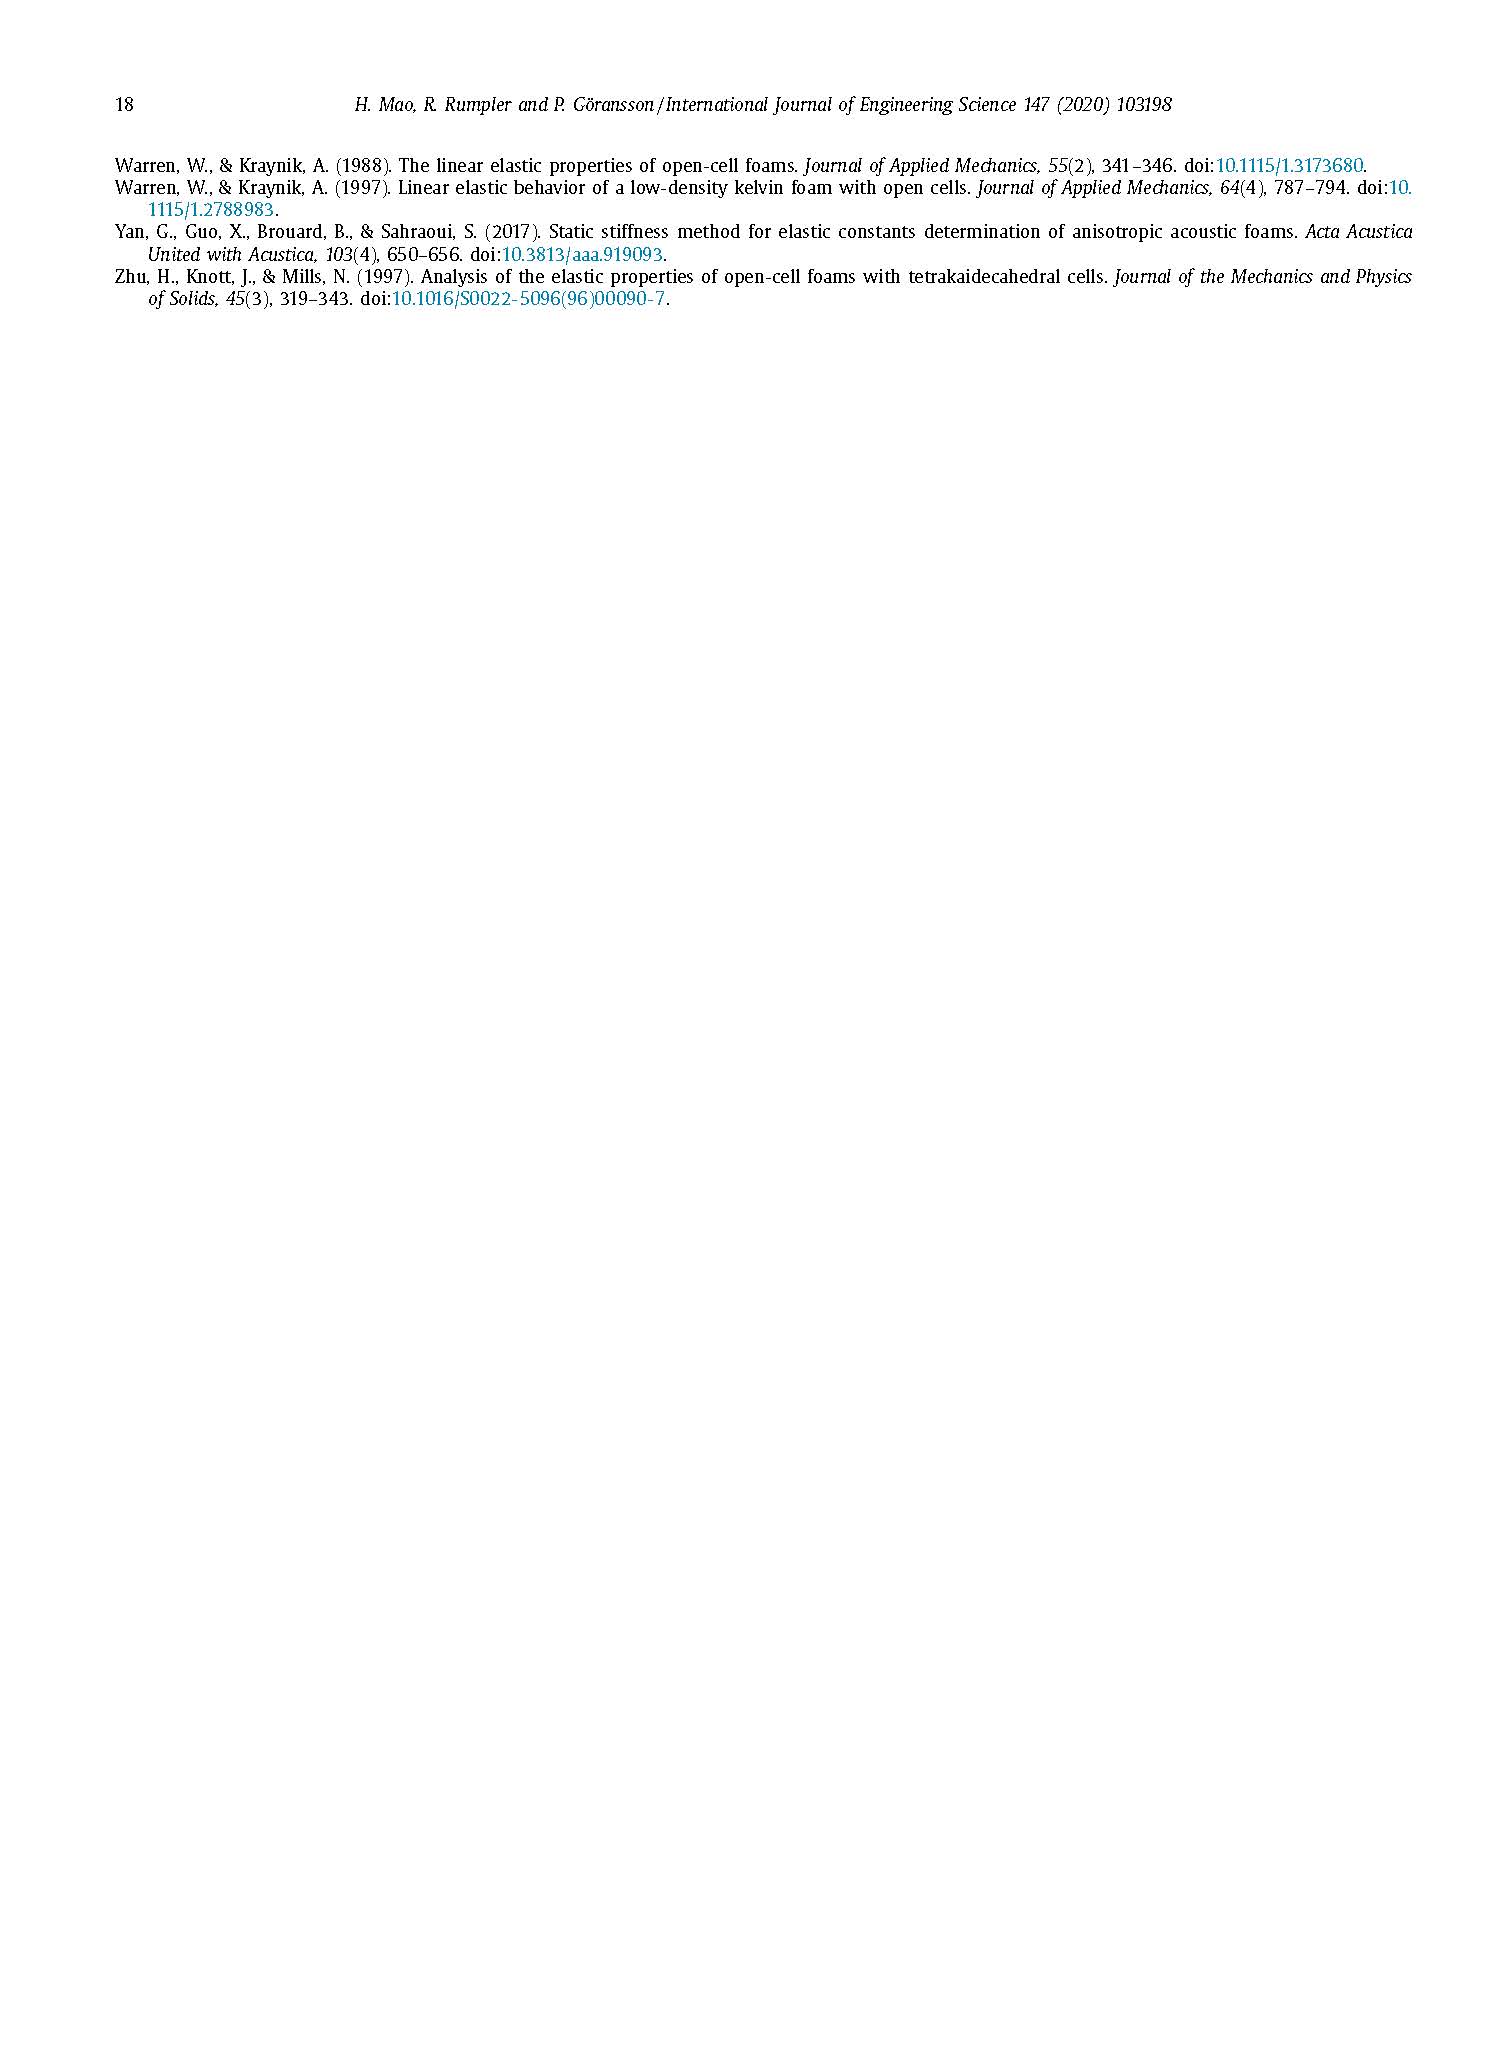 18 H. Mao, R. Rumpler and P. Göransson / International Journal of Engineering Science 147 (2020) 103198
Warren, W., & Kraynik, A. (1988). The linear elastic properties of open-cell foams. Journal of Applied Mechanics, 55(2), 341–346. doi:10.1115/1.3173680.
Warren, W., & Kraynik, A. (1997). Linear elastic behavior of a low-density kelvin foam with open cells. Journal of Applied Mechanics, 64(4), 787–794. doi:10.
1115/1.2788983.
Yan, G., Guo, X., Brouard, B., & Sahraoui, S. (2017). Static stiffness method for elastic constants determination of anisotropic acoustic foams. Acta Acustica
United with Acustica, 103(4), 650–656. doi:10.3813/aaa.919093.
Zhu, H., Knott, J., & Mills, N. (1997). Analysis of the elastic properties of open-cell foams with tetrakaidecahedral cells. Journal of the Mechanics and Physics
of Solids, 45(3), 319–343. doi:10.1016/S0022-5096(96)00090-7.